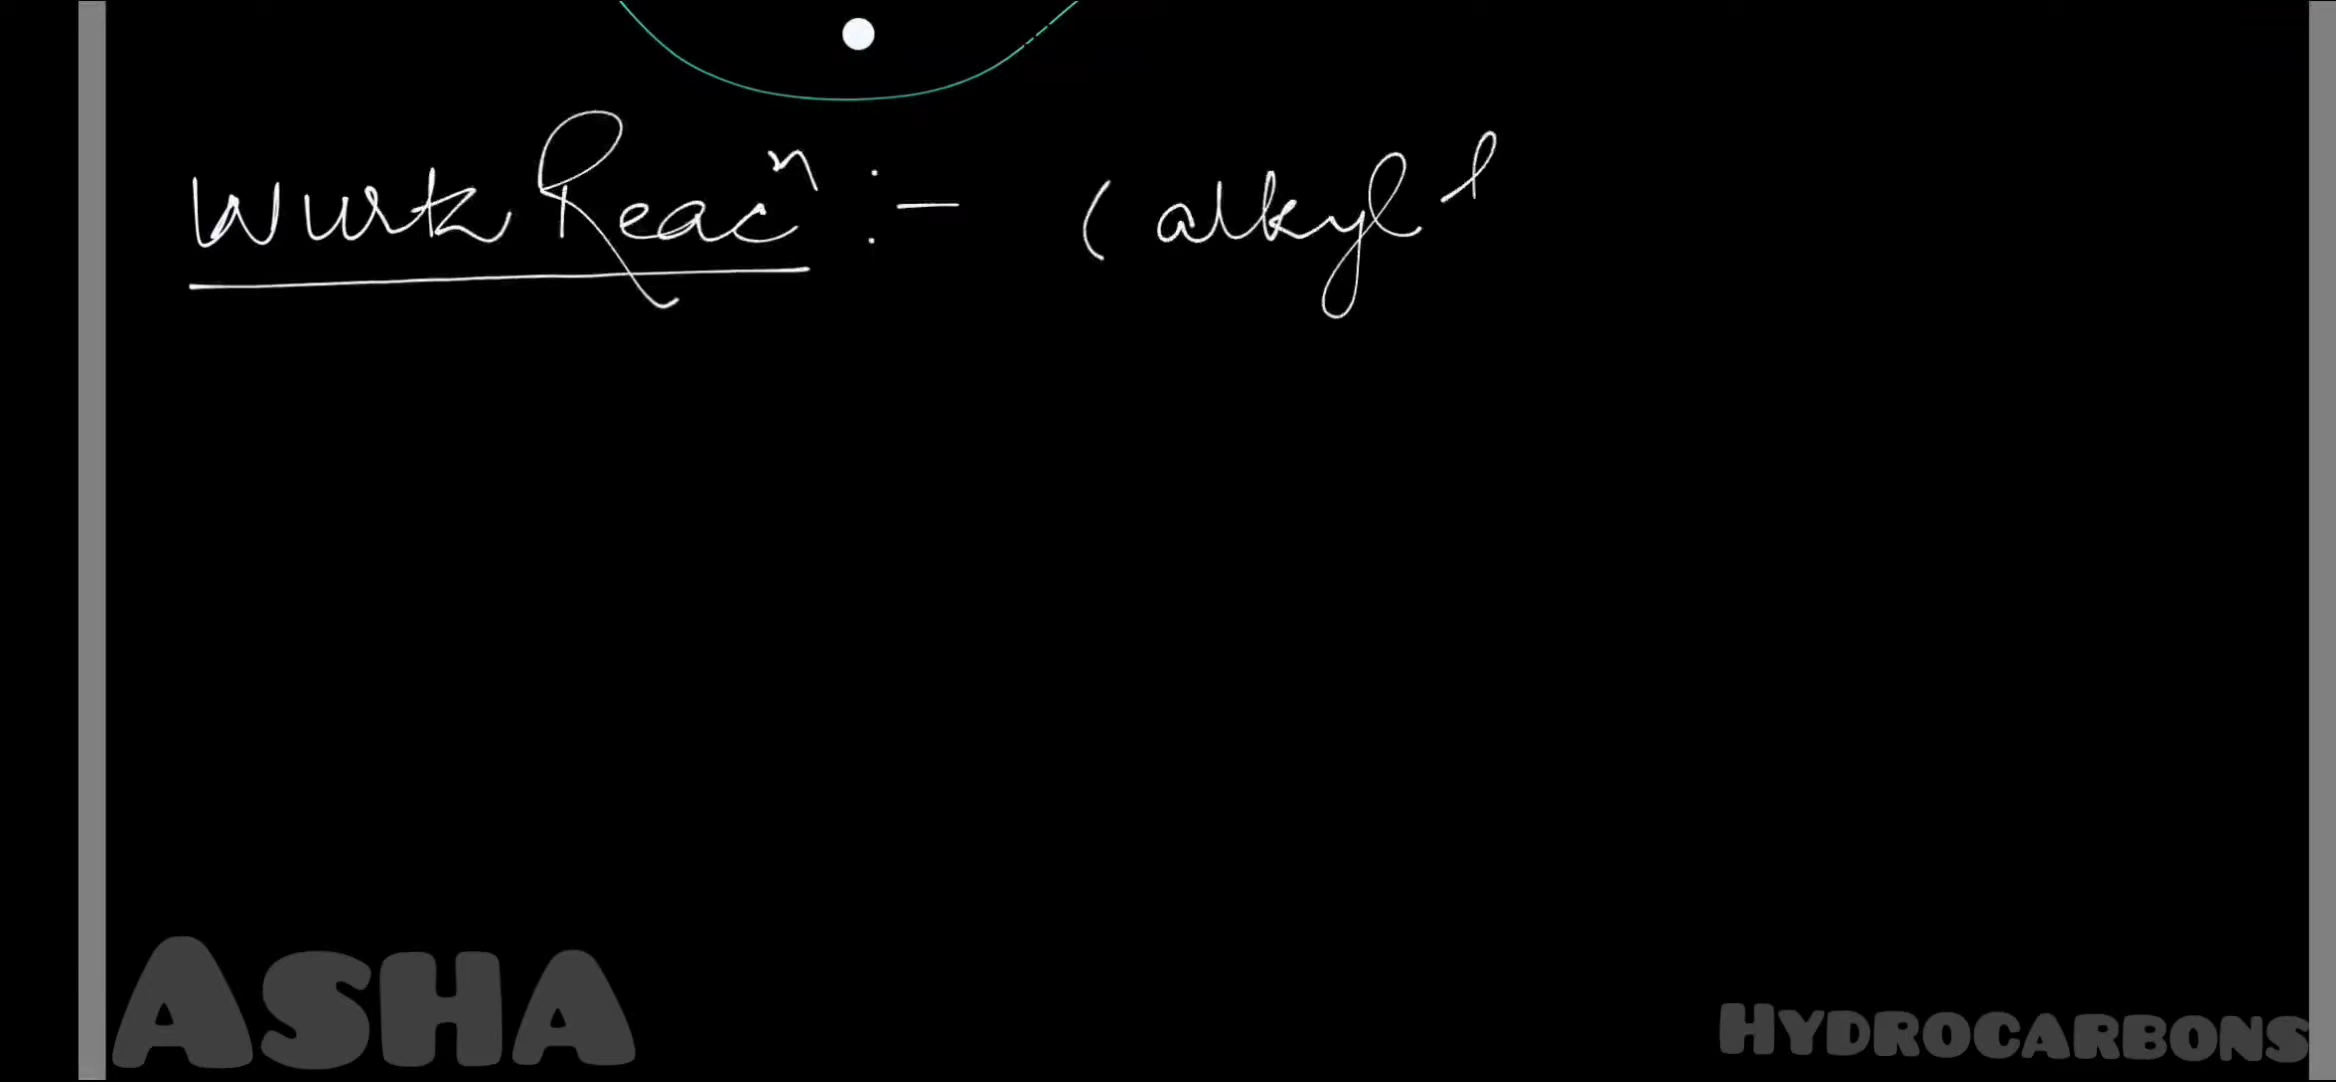 Wurtz Reacⁿ :- (alkyl
ASHA
HYDROCARBONS